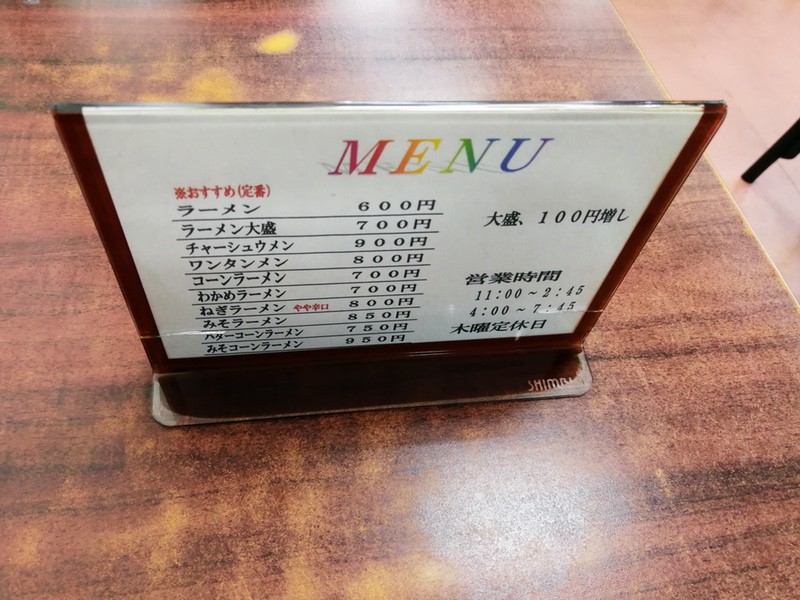 MENU
※おすすめ(定番)
ラーメン 600円
ラーメン大盛 700円
チャーシュウメン 900円
ワンタンメン 800円
コーンラーメン 700円
わかめラーメン 700円
ねぎラーメン やや辛口 800円
みそラーメン 850円
バターコーンラーメン 750円
みそコーンラーメン 950円
大盛、100円増し
営業時間
11:00~2:45
4:00~7:45
木曜定休日